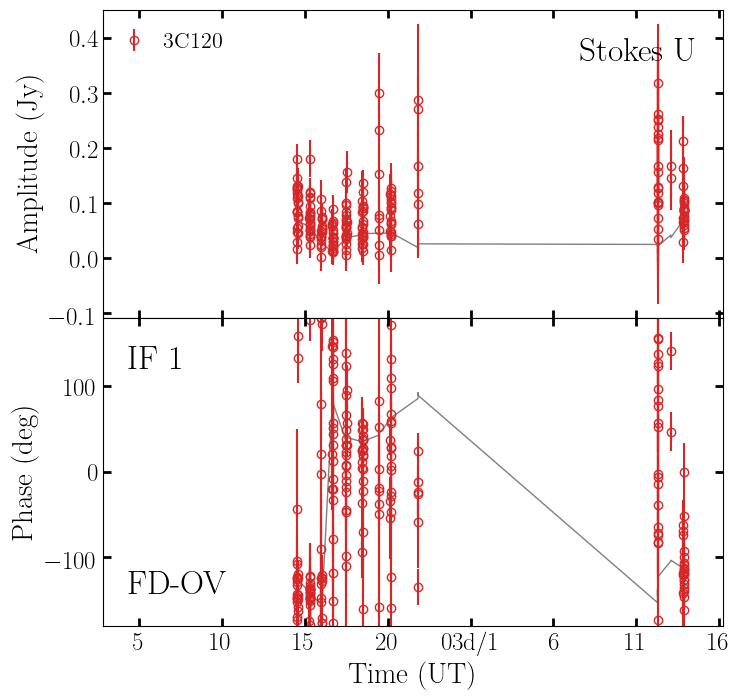 3C120
Stokes U
Amplitude (Jy)
0.4
0.3
0.2
0.1
0.0
−0.1
IF 1
FD-OV
Phase (deg)
100
0
−100
5 10 15 20 03d/1 6 11 16
Time (UT)